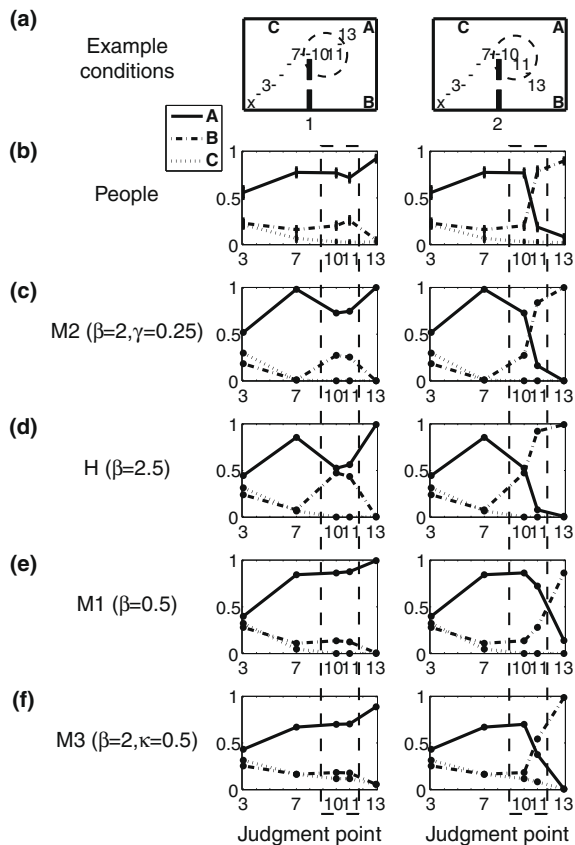 (a)
Example
conditions
C
A
13
7 -10
11
-3-
x
B
1
C
A
7 -10
11
-3-
13
x
B
2
A
B
C
(b)
People
1
0.5
0
3 7 10 11 13
3 7 10 11 13
1
0.5
0
(c)
M2 (β=2,γ=0.25)
1
0.5
0
3 7 10 11 13
1
0.5
0
3 7 10 11 13
(d)
H (β=2.5)
1
0.5
0
3 7 10 11 13
1
0.5
0
3 7 10 11 13
(e)
M1 (β=0.5)
1
0.5
0
3 7 10 11 13
1
0.5
0
3 7 10 11 13
(f)
M3 (β=2,κ=0.5)
1
0.5
0
3 7 10 11 13
1
0.5
0
3 7 10 11 13
Judgment point
Judgment point